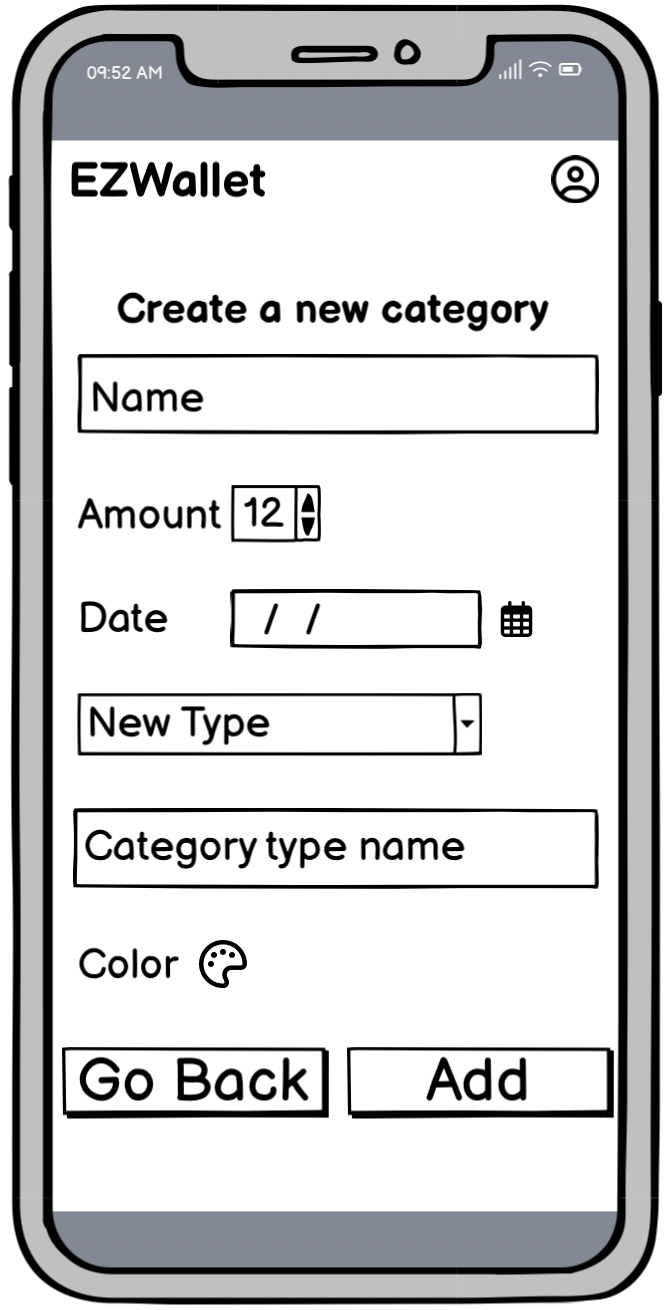 09:52 AM
EZWallet
Create a new category
Name
Amount 12
Date / /
New Type
Category type name
Color
Go Back Add